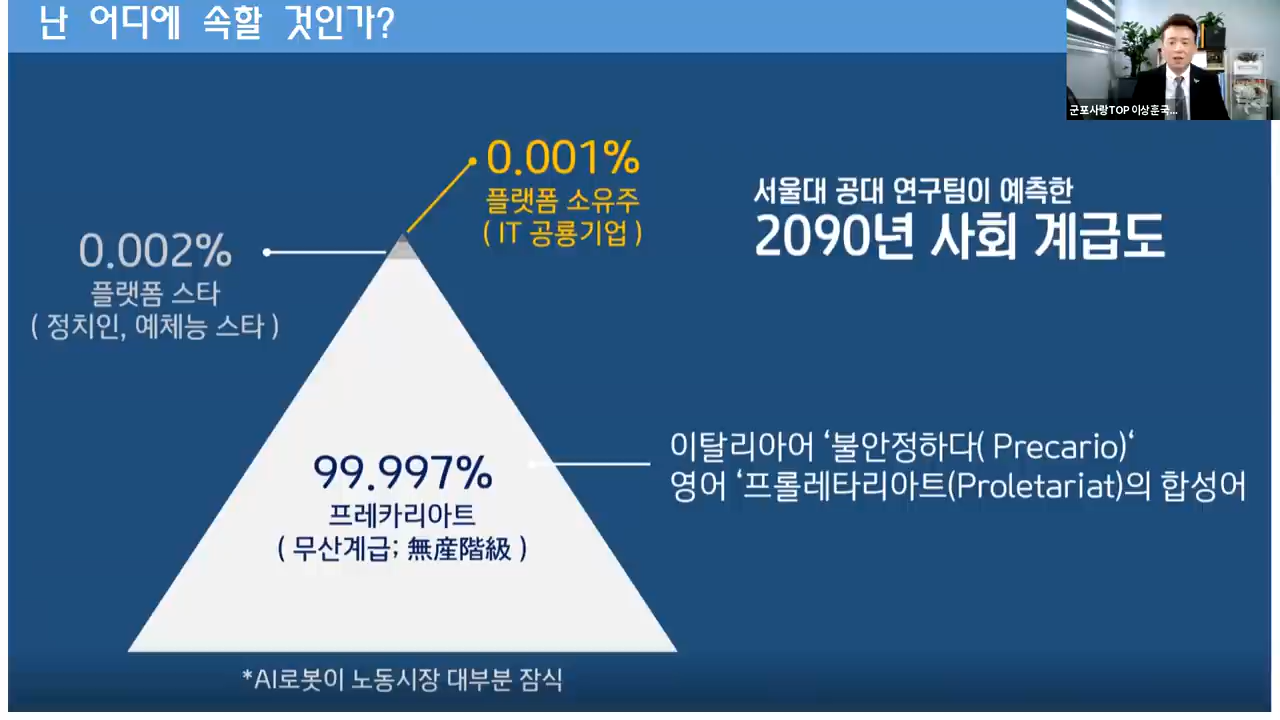 난 어디에 속할 것인가?
군포사랑TOP 이상훈국...
0.001%
플랫폼 소유주
( IT 공룡기업 )
서울대 공대 연구팀이 예측한
2090년 사회 계급도
0.002%
플랫폼 스타
( 정치인, 예체능 스타 )
99.997%
프레카리아트
( 무산계급; 無産階級 )
이탈리아어 ‘불안정하다( Precario)‘
영어 ‘프롤레타리아트(Proletariat)의 합성어
*AI로봇이 노동시장 대부분 잠식